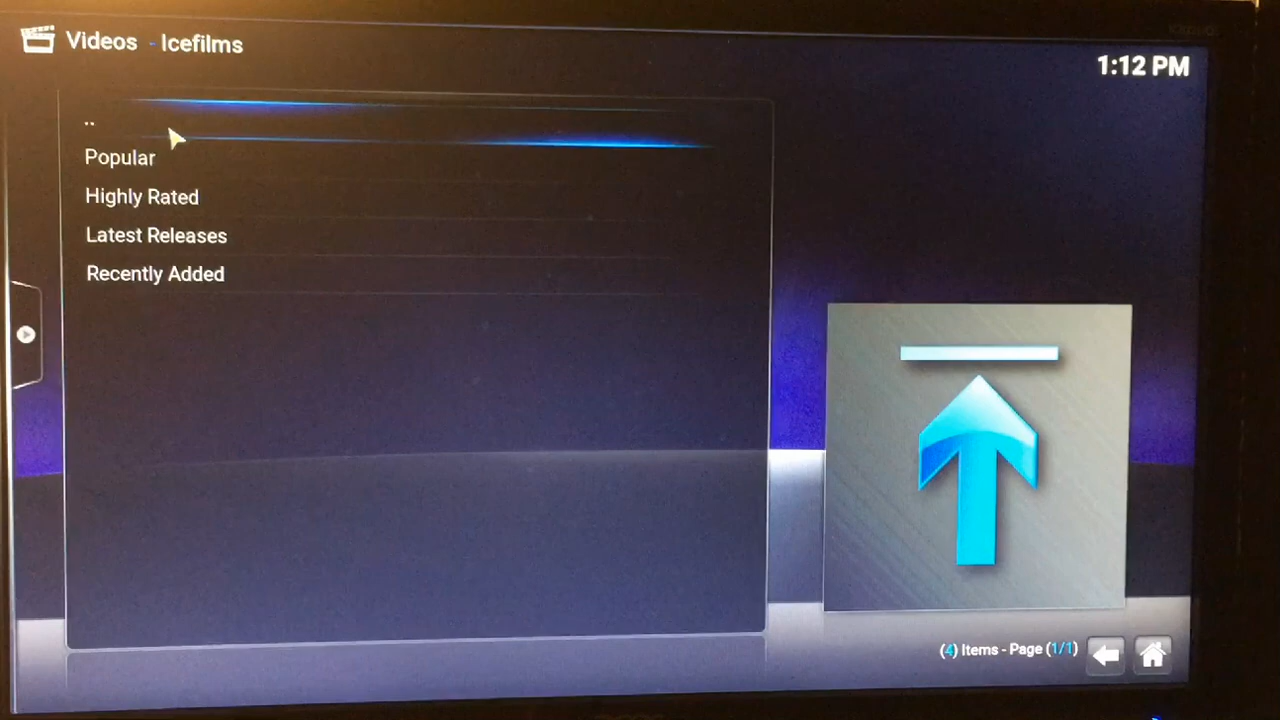 Videos - Icefilms
1:12 PM
..
Popular
Highly Rated
Latest Releases
Recently Added
(4) Items - Page (1/1)